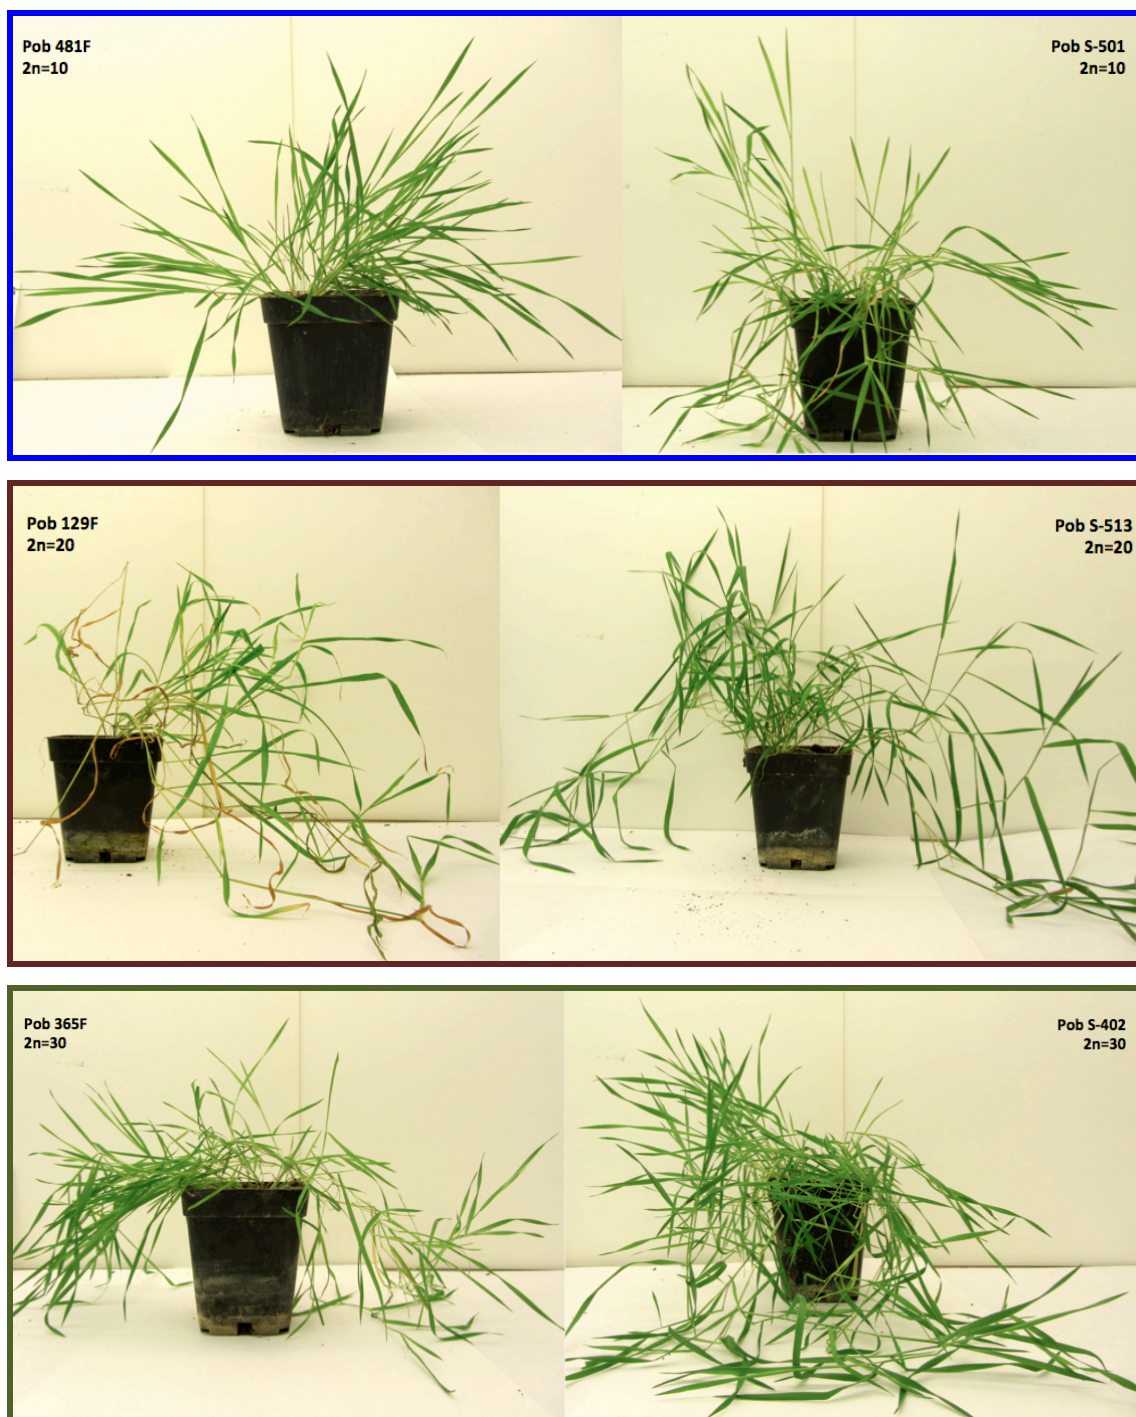 Pob 481F
2n=10
Pob S-501
2n=10
Pob 129F
2n=20
Pob S-513
2n=20
Pob 365F
2n=30
Pob S-402
2n=30